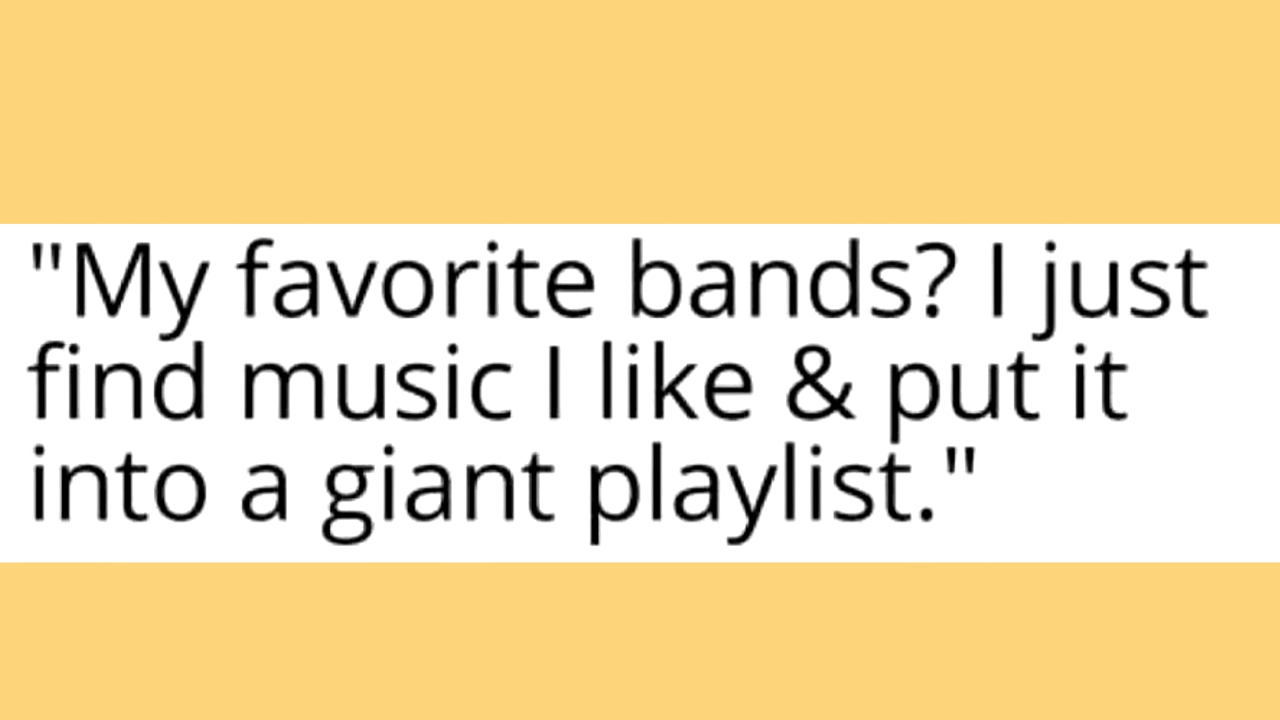 "My favorite bands? I just
find music I like & put it
into a giant playlist."